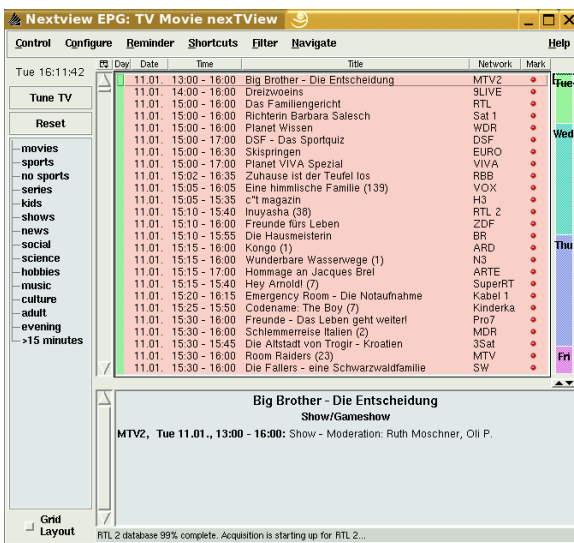 Nextview EPG: TV Movie nexTView
Control Configure Reminder Shortcuts Filter Navigate Help
Tue 16:11:42
Tune TV
Reset
movies
sports
no sports
series
kids
shows
news
social
science
hobbies
music
culture
adult
evening
>15 minutes
Grid
Layout
Day Date Time Title Network Mark
11.01. 13:00 - 16:00 Big Brother - Die Entscheidung MTV2
11.01. 14:00 - 16:00 Dreizwoeins 9LIVE
11.01. 15:00 - 16:00 Das Familiengericht RTL
11.01. 15:00 - 16:00 Richterin Barbara Salesch Sat 1
11.01. 15:00 - 16:00 Planet Wissen WDR
11.01. 15:00 - 17:00 DSF - Das Sportquiz DSF
11.01. 15:00 - 16:30 Skispringen EURO
11.01. 15:00 - 17:00 Planet VIVA Spezial VIVA
11.01. 15:02 - 16:35 Zuhause ist der Teufel los RBB
11.01. 15:05 - 16:05 Eine himmlische Familie (139) VOX
11.01. 15:05 - 15:35 c"t magazin H3
11.01. 15:10 - 15:40 Inuyasha (38) RTL 2
11.01. 15:10 - 16:00 Freunde fürs Leben ZDF
11.01. 15:10 - 15:55 Die Hausmeisterin BR
11.01. 15:15 - 16:00 Kongo (1) ARD
11.01. 15:15 - 16:00 Wunderbare Wasserwege (1) N3
11.01. 15:15 - 17:00 Hommage an Jacques Brel ARTE
11.01. 15:15 - 15:40 Hey Arnold! (7) SuperRT
11.01. 15:20 - 16:15 Emergency Room - Die Notaufnahme Kabel 1
11.01. 15:25 - 15:50 Codename: The Boy (7) Kinderka
11.01. 15:30 - 16:00 Freunde - Das Leben geht weiter! Pro7
11.01. 15:30 - 16:00 Schlemmerreise Italien (2) MDR
11.01. 15:30 - 15:45 Die Altstadt von Trogir - Kroatien 3Sat
11.01. 15:30 - 16:00 Room Raiders (23) MTV
11.01. 15:30 - 16:00 Die Fallers - eine Schwarzwaldfamilie SW
Tue
Wed
Thu
Fri
Big Brother - Die Entscheidung
Show/Gameshow
MTV2, Tue 11.01., 13:00 - 16:00: Show - Moderation: Ruth Moschner, Oli P.
RTL 2 database 99% complete. Acquisition is starting up for RTL 2...